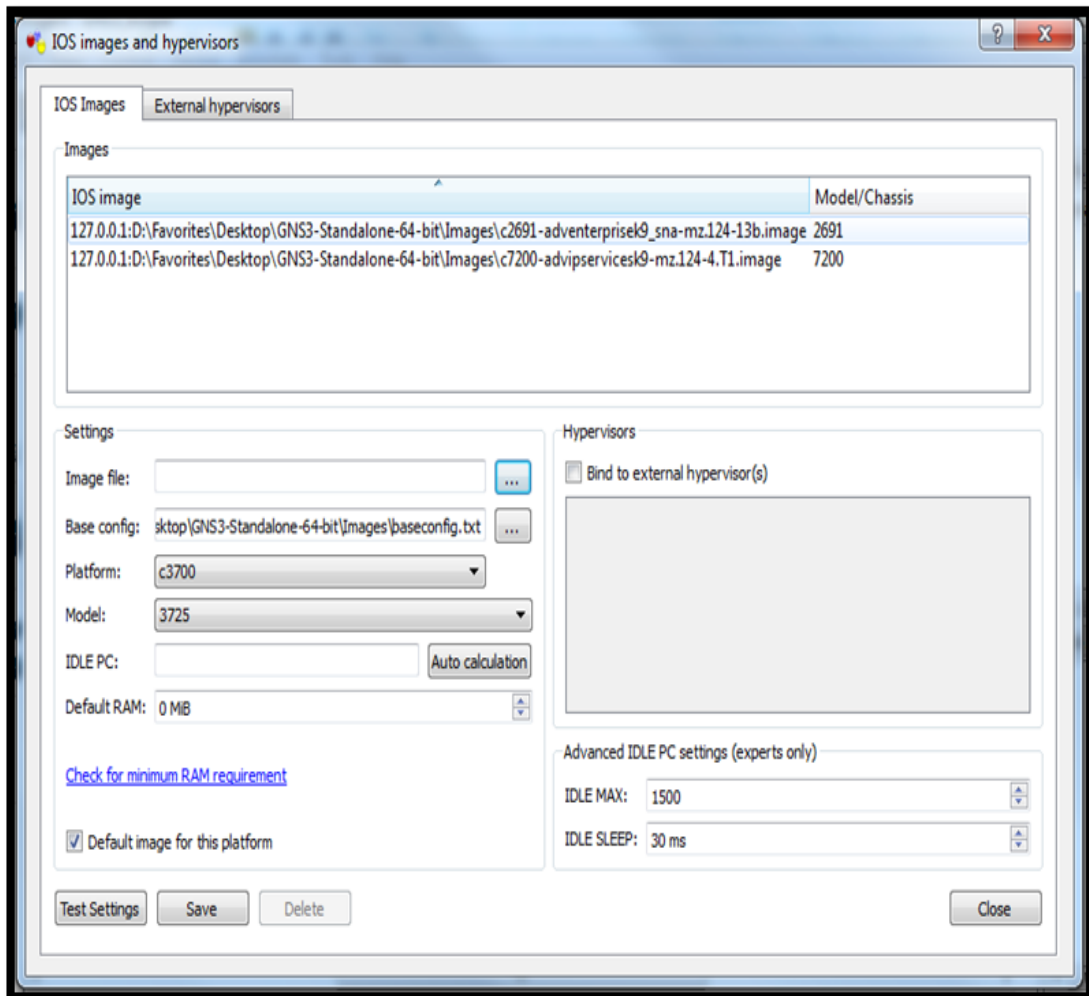 IOS images and hypervisors
IOS Images
External hypervisors
Images
IOS image
Model/Chassis
127.0.0.1:D:\Favorites\Desktop\GNS3-Standalone-64-bit\Images\c2691-adventerprisek9_sna-mz.124-13b.image 2691
127.0.0.1:D:\Favorites\Desktop\GNS3-Standalone-64-bit\Images\c7200-advipservicesk9-mz.124-4.T1.image 7200
Settings
Image file:
...
Base config: sktop\GNS3-Standalone-64-bit\Images\baseconfig.txt
...
Platform: c3700
Model: 3725
IDLE PC:
Auto calculation
Default RAM: 0 MiB
Check for minimum RAM requirement
Default image for this platform
Hypervisors
Bind to external hypervisor(s)
Advanced IDLE PC settings (experts only)
IDLE MAX: 1500
IDLE SLEEP: 30 ms
Test Settings
Save
Delete
Close